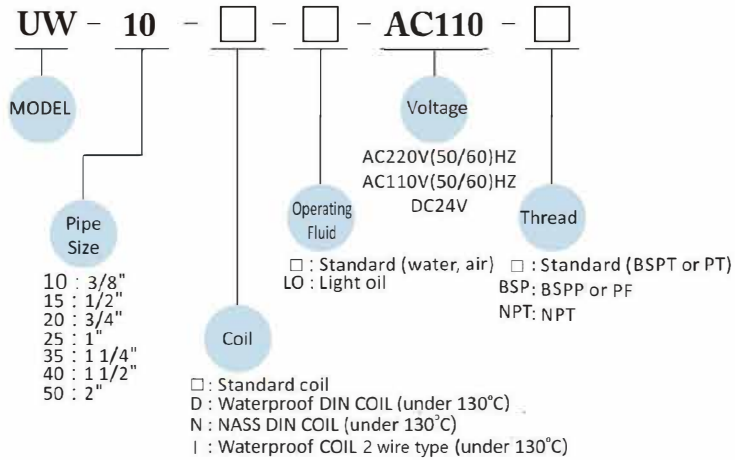 UW - 10 - □ - □ - AC110 - □
MODEL
Voltage
AC220V(50/60)HZ
AC110V(50/60)HZ
DC24V
Pipe
Size
10 : 3/8"
15 : 1/2"
20 : 3/4"
25 : 1"
35 : 1 1/4"
40 : 1 1/2"
50 : 2"
Operating
Fluid
□ : Standard (water, air)
LO : Light oil
Thread
□ : Standard (BSPT or PT)
BSP: BSPP or PF
NPT: NPT
Coil
□ : Standard coil
D : Waterproof DIN COIL (under 130°C)
N : NASS DIN COIL (under 130°C)
I : Waterproof COIL 2 wire type (under 130°C)